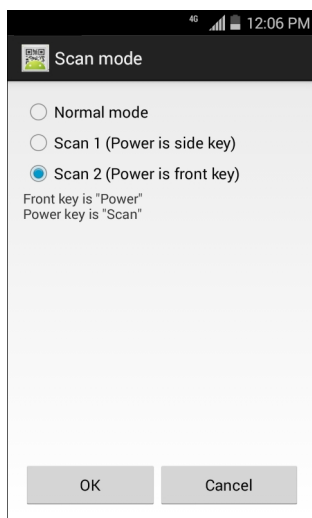 4G 12:06 PM
Scan mode
Normal mode
Scan 1 (Power is side key)
Scan 2 (Power is front key)
Front key is "Power"
Power key is "Scan"
OK Cancel